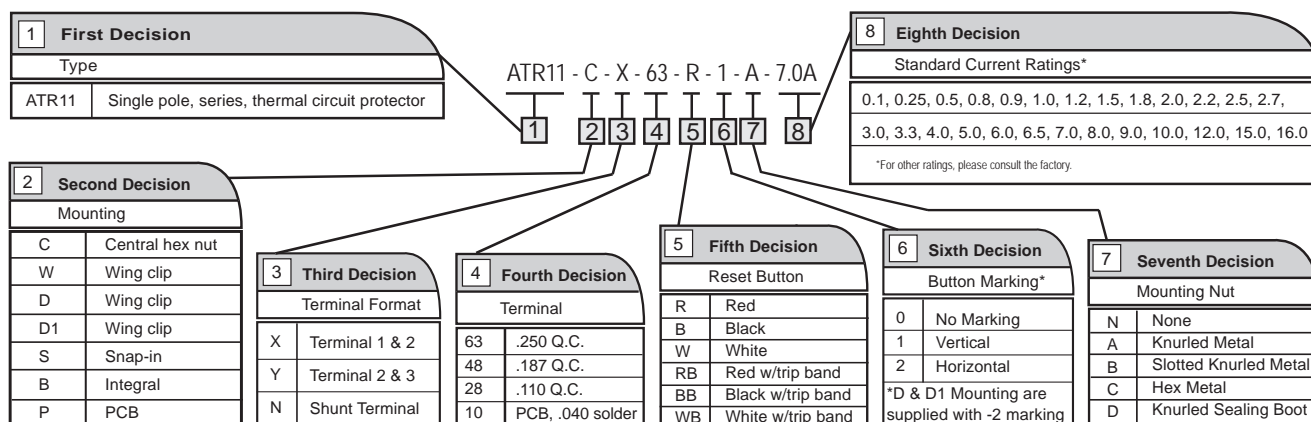 1 First Decision
Type
ATR11 Single pole, series, thermal circuit protector
ATR11 - C - X - 63 - R - 1 - A - 7.0A
1 2 3 4 5 6 7 8
8 Eighth Decision
Standard Current Ratings*
0.1, 0.25, 0.5, 0.8, 0.9, 1.0, 1.2, 1.5, 1.8, 2.0, 2.2, 2.5, 2.7,
3.0, 3.3, 4.0, 5.0, 6.0, 6.5, 7.0, 8.0, 9.0, 10.0, 12.0, 15.0, 16.0
*For other ratings, please consult the factory.
2 Second Decision
Mounting
C Central hex nut
W Wing clip
D Wing clip
D1 Wing clip
S Snap-in
B Integral
P PCB
3 Third Decision
Terminal Format
X Terminal 1 & 2
Y Terminal 2 & 3
N Shunt Terminal
4 Fourth Decision
Terminal
63 .250 Q.C.
48 .187 Q.C.
28 .110 Q.C.
10 PCB, .040 solder
5 Fifth Decision
Reset Button
R Red
B Black
W White
RB Red w/trip band
BB Black w/trip band
WB White w/trip band
6 Sixth Decision
Button Marking*
0 No Marking
1 Vertical
2 Horizontal
*D & D1 Mounting are
supplied with -2 marking
7 Seventh Decision
Mounting Nut
N None
A Knurled Metal
B Slotted Knurled Metal
C Hex Metal
D Knurled Sealing Boot